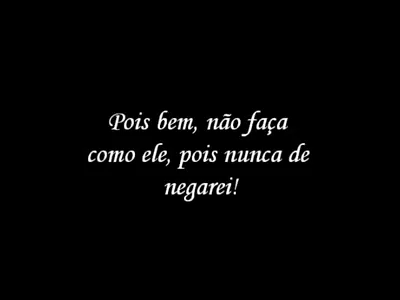 Pois bem, não faça
como ele, pois nunca de
negarei!